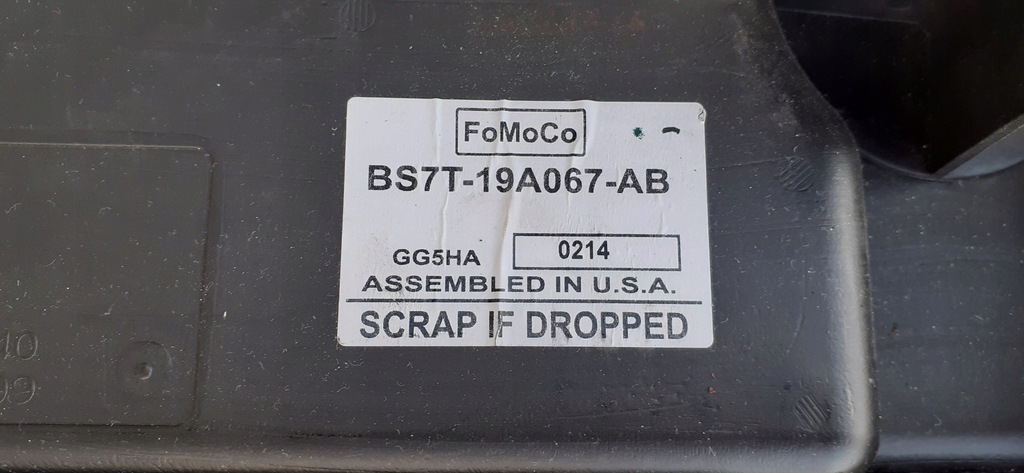 FoMoCo
BS7T-19A067-AB
GG5HA 0214
ASSEMBLED IN U.S.A.
SCRAP IF DROPPED